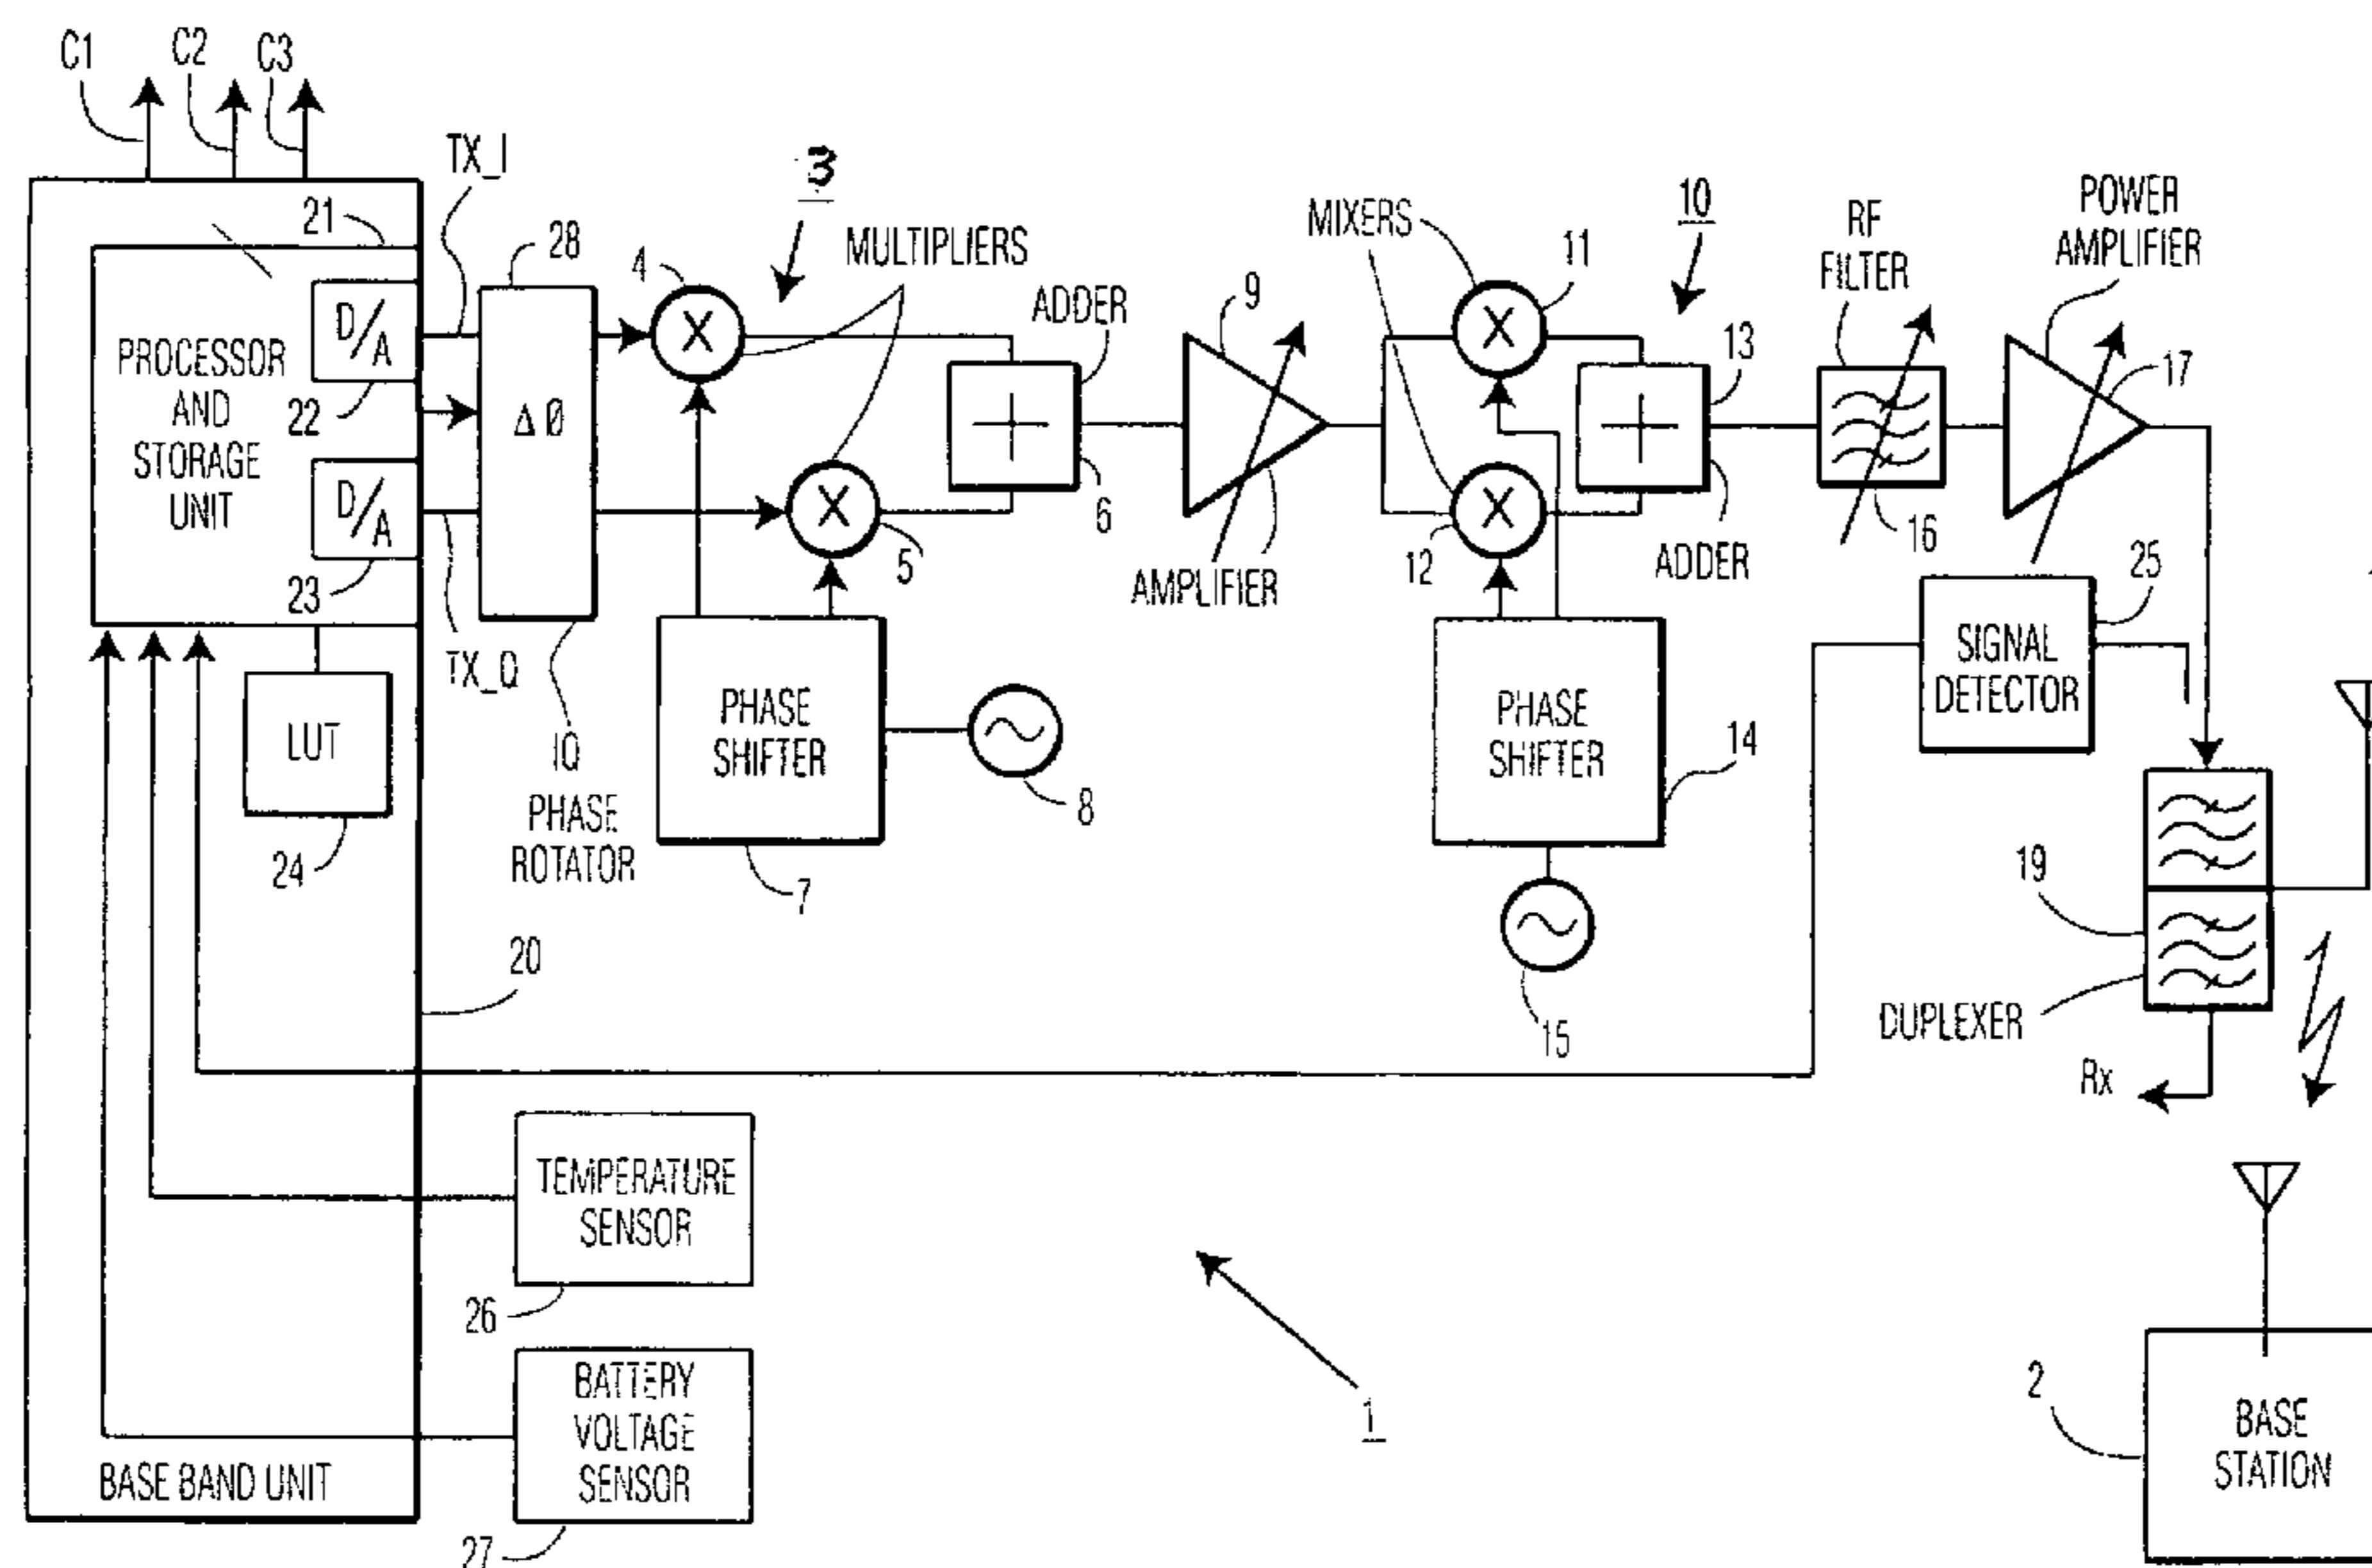 C1
C2
C3
TX_I
3
MULTIPLIERS
MIXERS
10
RF
FILTER
POWER
AMPLIFIER
21
28
4
ADDER
9
11
13
17
D/A
22
PROCESSOR
AND
STORAGE
UNIT
ΔØ
D/A
23
6
5
AMPLIFIER
12
ADDER
16
25
TX_Q
LUT
24
IQ
PHASE
ROTATOR
PHASE
SHIFTER
7
8
PHASE
SHIFTER
14
15
SIGNAL
DETECTOR
19
DUPLEXER
Rx
20
TEMPERATURE
SENSOR
26
BATTERY
VOLTAGE
SENSOR
27
BASE BAND UNIT
1
2
BASE
STATION